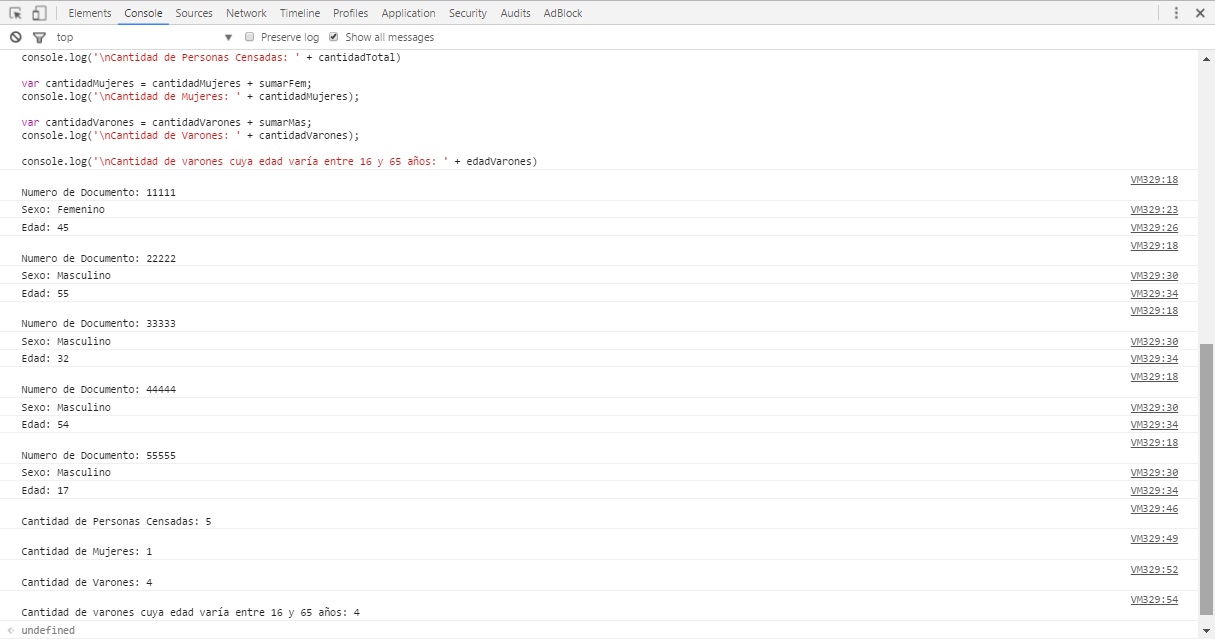 Elements Console Sources Network Timeline Profiles Application Security Audits AdBlock
top Preserve log Show all messages
console.log('\nCantidad de Personas Censadas: ' + cantidadTotal)
var cantidadMujeres = cantidadMujeres + sumarFem;
console.log('\nCantidad de Mujeres: ' + cantidadMujeres);
var cantidadVarones = cantidadVarones + sumarMas;
console.log('\nCantidad de Varones: ' + cantidadVarones);
console.log('\nCantidad de varones cuya edad varía entre 16 y 65 años: ' + edadVarones)
VM329:18
Numero de Documento: 11111
Sexo: Femenino VM329:23
Edad: 45 VM329:26
VM329:18
Numero de Documento: 22222
Sexo: Masculino VM329:30
Edad: 55 VM329:34
VM329:18
Numero de Documento: 33333
Sexo: Masculino VM329:30
Edad: 32 VM329:34
VM329:18
Numero de Documento: 44444
Sexo: Masculino VM329:30
Edad: 54 VM329:34
VM329:18
Numero de Documento: 55555
Sexo: Masculino VM329:30
Edad: 17 VM329:34
VM329:46
Cantidad de Personas Censadas: 5
VM329:49
Cantidad de Mujeres: 1
VM329:52
Cantidad de Varones: 4
VM329:54
Cantidad de varones cuya edad varía entre 16 y 65 años: 4
undefined